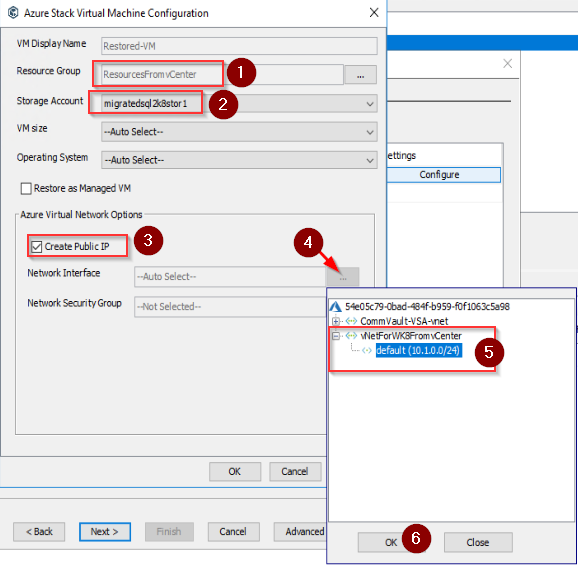 Azure Stack Virtual Machine Configuration
VM Display Name Restored-VM
Resource Group ResourcesFromvCenter ... 1
Storage Account migratedsql2k8stor1 2
VM size --Auto Select--
Operating System --Auto Select--
Restore as Managed VM
ettings
Configure
Azure Virtual Network Options
Create Public IP 3
4
Network Interface --Auto Select-- ...
Network Security Group --Not Selected--
54e05c79-0bad-484f-b959-f0f1063c5a98
CommVault-VSA-vnet
vNetForWK8FromvCenter
default (10.1.0.0/24) 5
OK Cancel
< Back Next > Finish Cancel Advanced
OK 6 Close